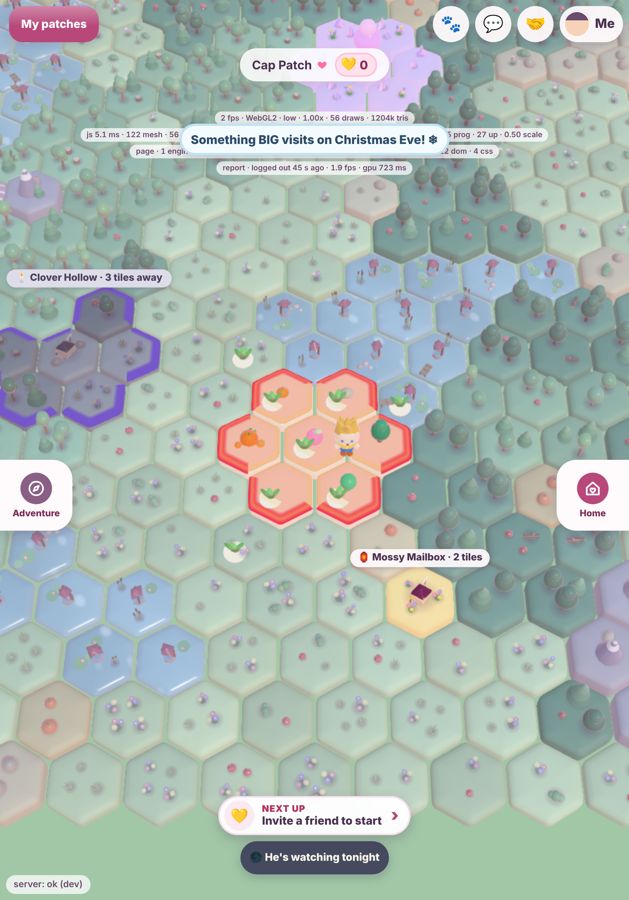 My patches
Me
Cap Patch
0
2 fps · WebGL2 · low · 1.00x · 56 draws · 1204k tris
js 5.1 ms · 122 mesh · 56
prog · 27 up · 0.50 scale
Something BIG visits on Christmas Eve! ❄
page · 1
dom · 4 css
report · logged out 45 s ago · 1.9 fps · gpu 723 ms
Clover Hollow · 3 tiles away
Adventure
Home
Mossy Mailbox · 2 tiles
NEXT UP
Invite a friend to start
He's watching tonight
server: ok (dev)